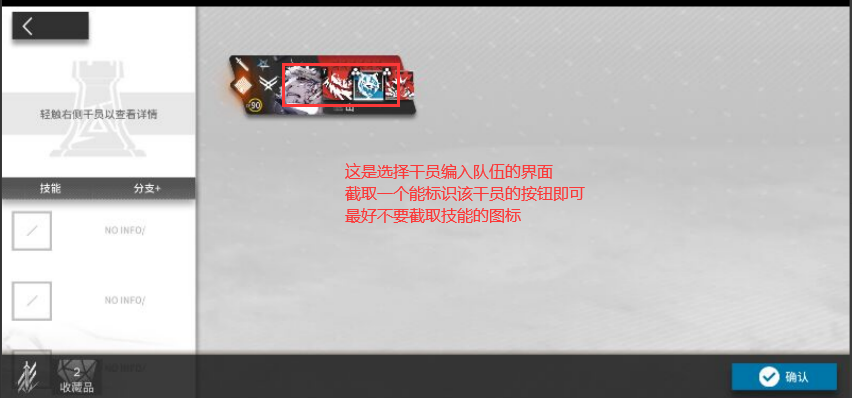 轻触右侧干员以查看详情
90
山
这是选择干员编入队伍的界面
截取一个能标识该干员的按钮即可
最好不要截取技能的图标
技能 分支+
NO INFO/
NO INFO/
2
收藏品
确认